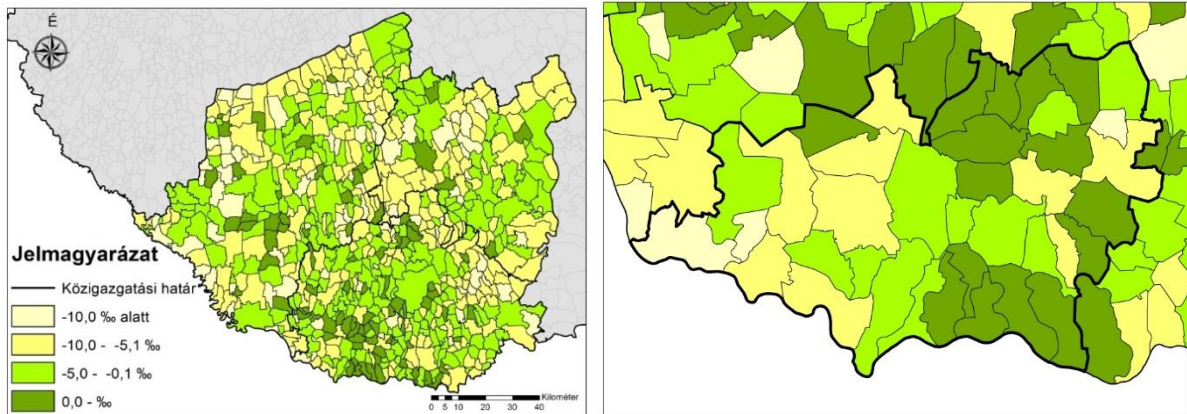 É
Jelmagyarázat
Közigazgatási határ
-10,0 ‰ alatt
-10,0 - -5,1 ‰
-5,0 - -0,1 ‰
0,0 - ‰
Kilométer
0 5 10 20 30 40